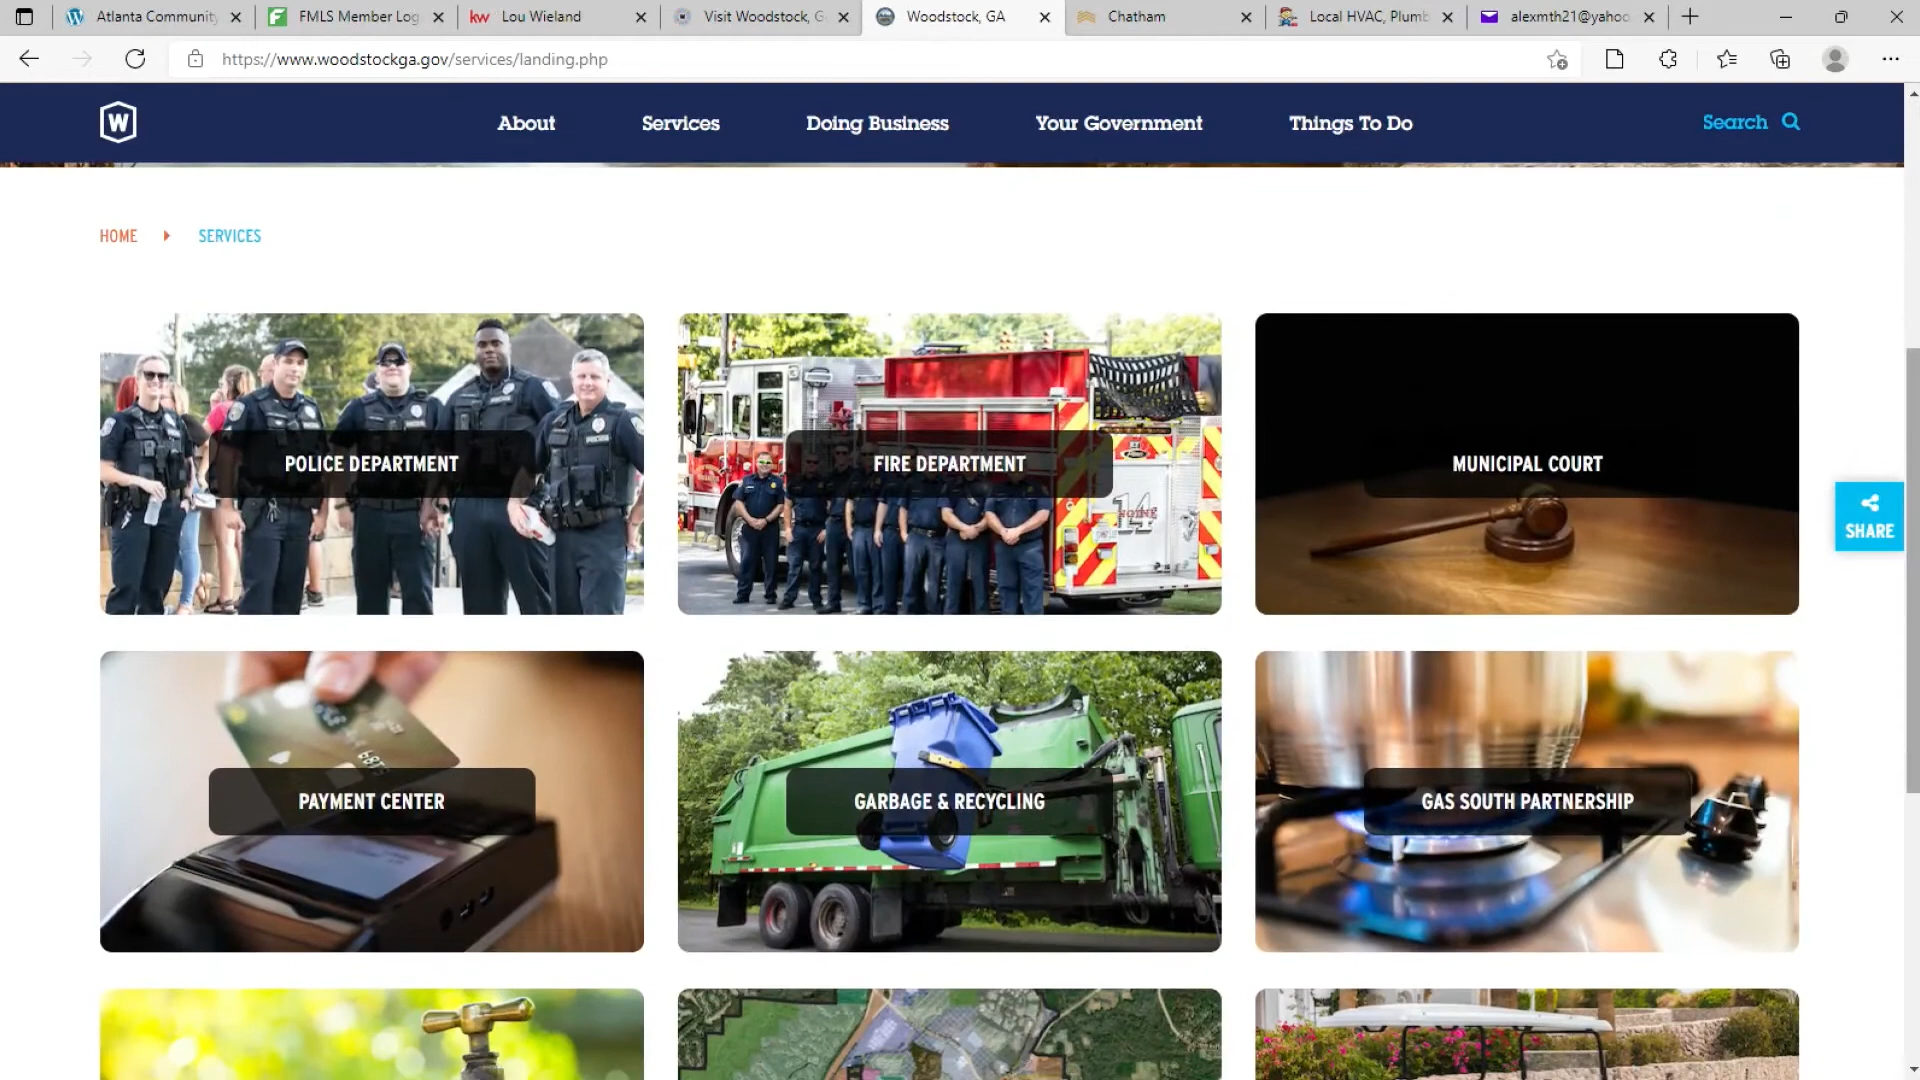 Atlanta Community
FMLS Member Log
kw Lou Wieland
Visit Woodstock, G
Woodstock, GA
Chatham
Local HVAC, Plumb
alexmth21@yahoo
https://www.woodstockga.gov/services/landing.php
W
About
Services
Doing Business
Your Government
Things To Do
Search
HOME
SERVICES
POLICE DEPARTMENT
FIRE DEPARTMENT
MUNICIPAL COURT
14
SHARE
PAYMENT CENTER
GARBAGE & RECYCLING
GAS SOUTH PARTNERSHIP